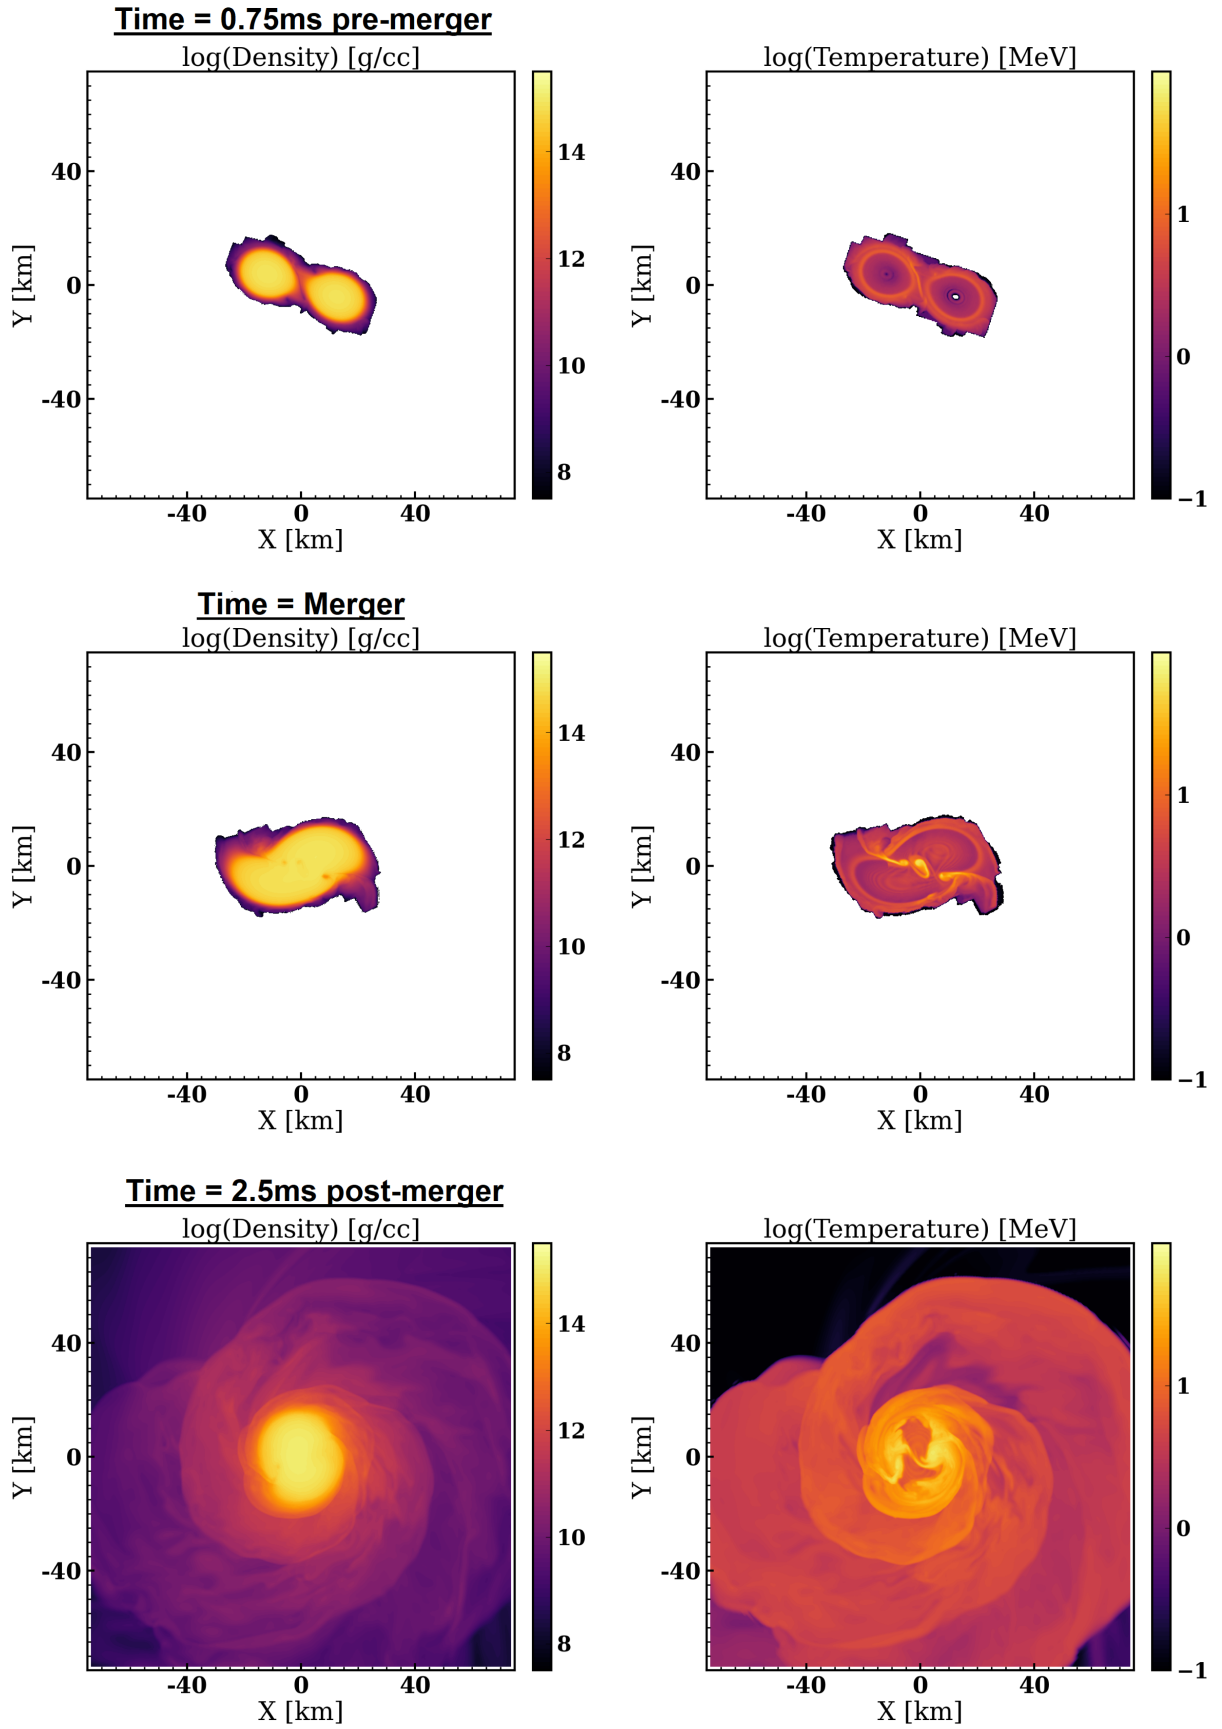 Time = 0.75ms pre-merger
log(Density) [g/cc]
log(Temperature) [MeV]
40
0
-40
Y [km]
-40
0
40
X [km]
14
12
10
8
40
0
-40
Y [km]
-40
0
40
X [km]
1
0
−1
Time = Merger
log(Density) [g/cc]
log(Temperature) [MeV]
40
0
-40
Y [km]
-40
0
40
X [km]
14
12
10
8
40
0
-40
Y [km]
-40
0
40
X [km]
1
0
−1
Time = 2.5ms post-merger
log(Density) [g/cc]
log(Temperature) [MeV]
40
0
-40
Y [km]
-40
0
40
X [km]
14
12
10
8
40
0
-40
Y [km]
-40
0
40
X [km]
1
0
−1